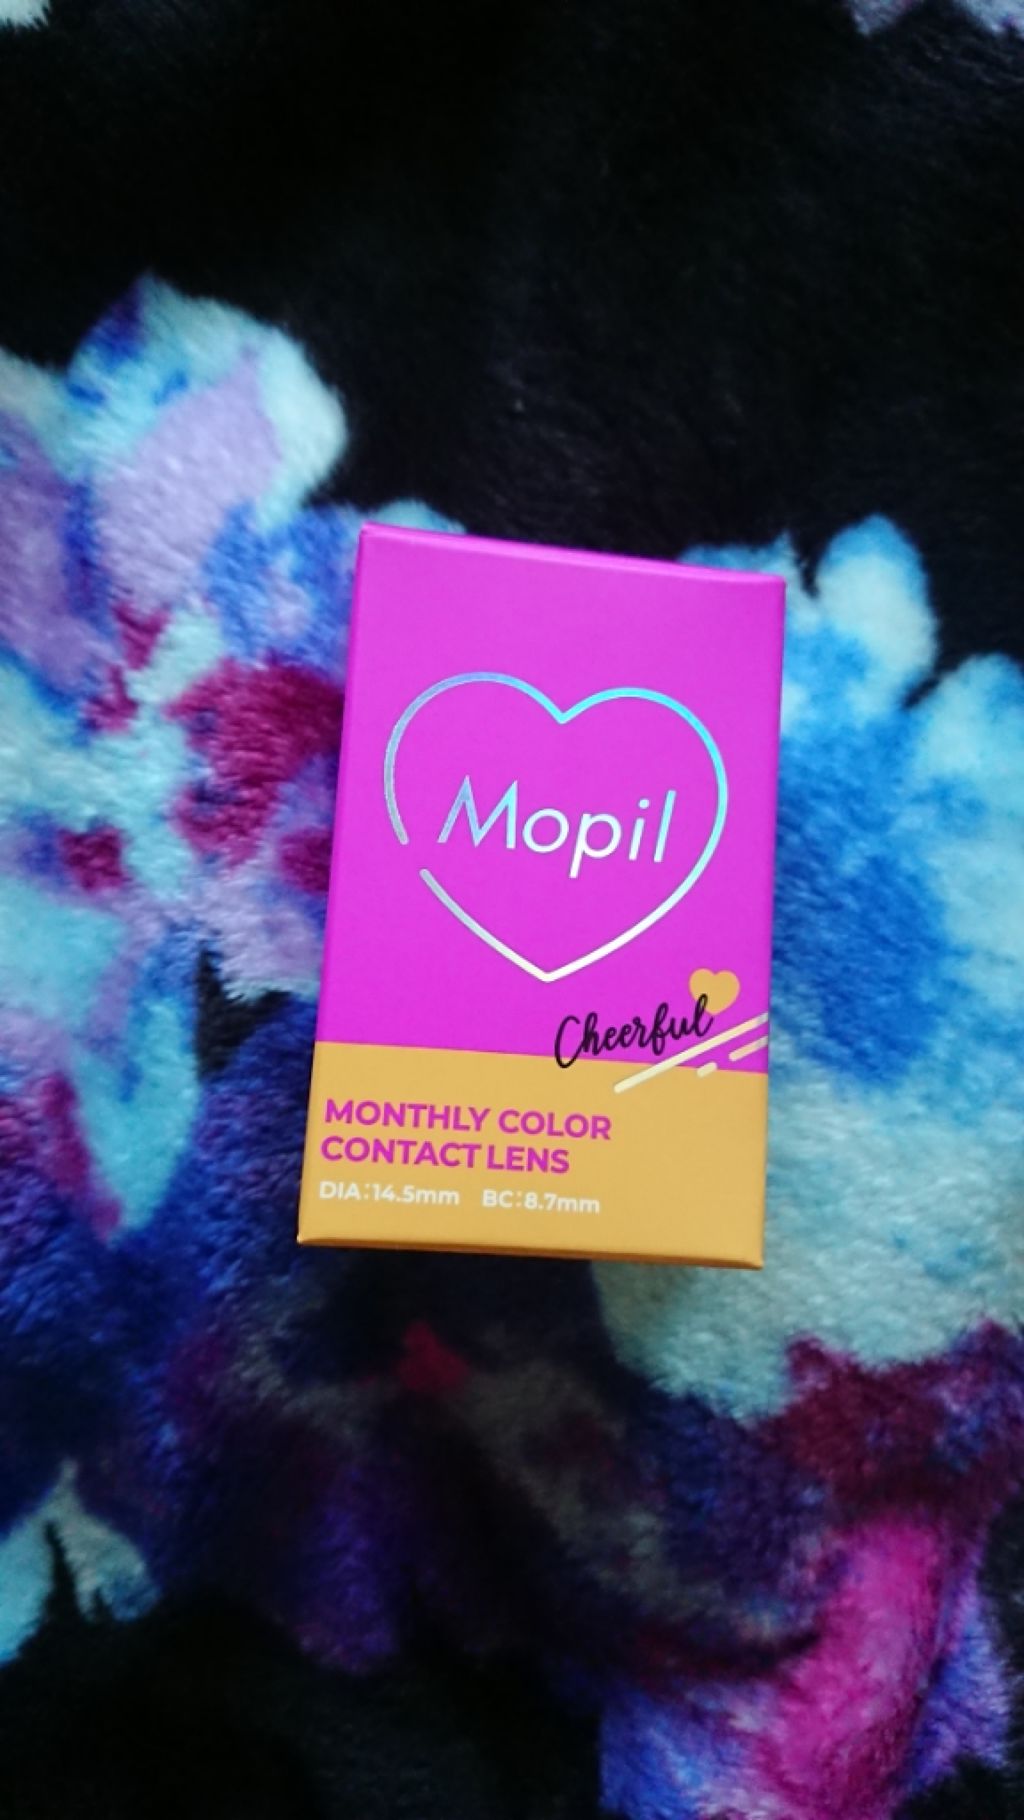 Mopil
Cheerful
MONTHLY COLOR
CONTACT LENS
DIA:14.5mm BC:8.7mm